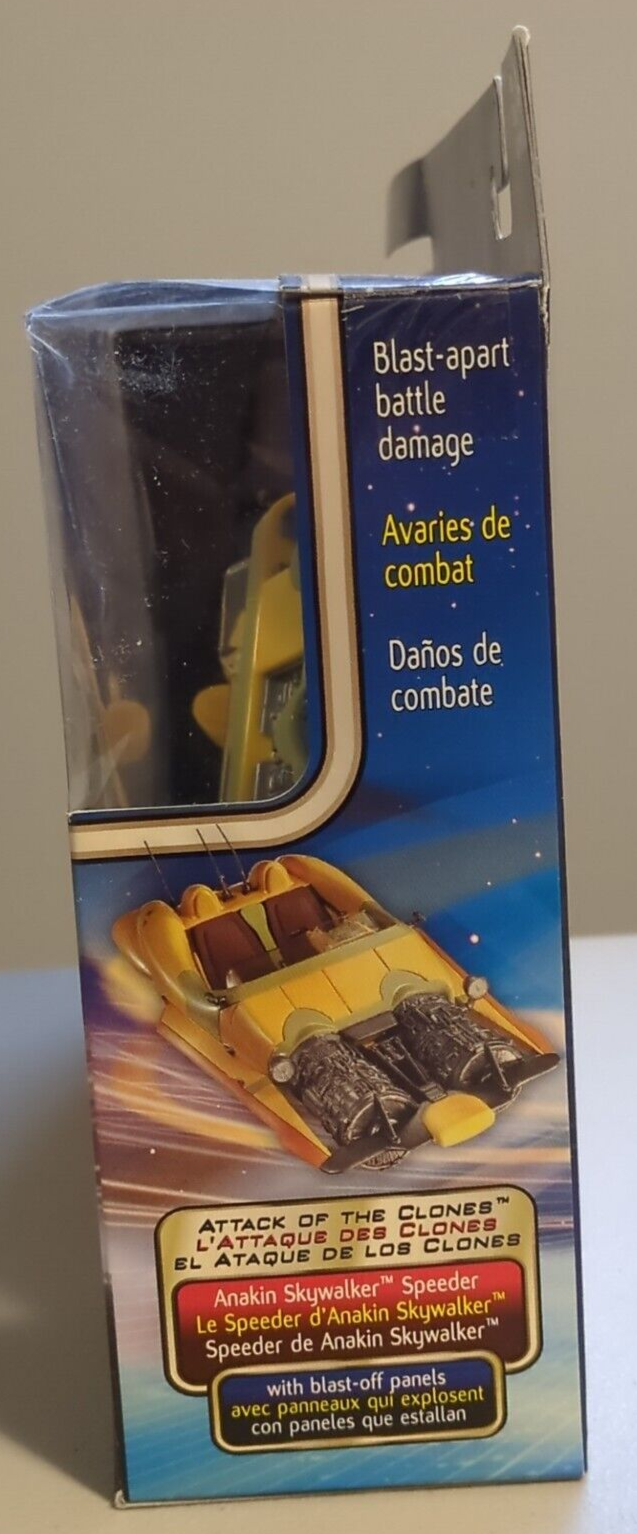 Blast-apart
battle
damage
Avaries de
combat
Daños de
combate
ATTACK OF THE CLONES™
L'ATTAQUE DES CLONES
EL ATAQUE DE LOS CLONES
Anakin Skywalker™ Speeder
Le Speeder d'Anakin Skywalker™
Speeder de Anakin Skywalker™
with blast-off panels
avec panneaux qui explosent
con paneles que estallan